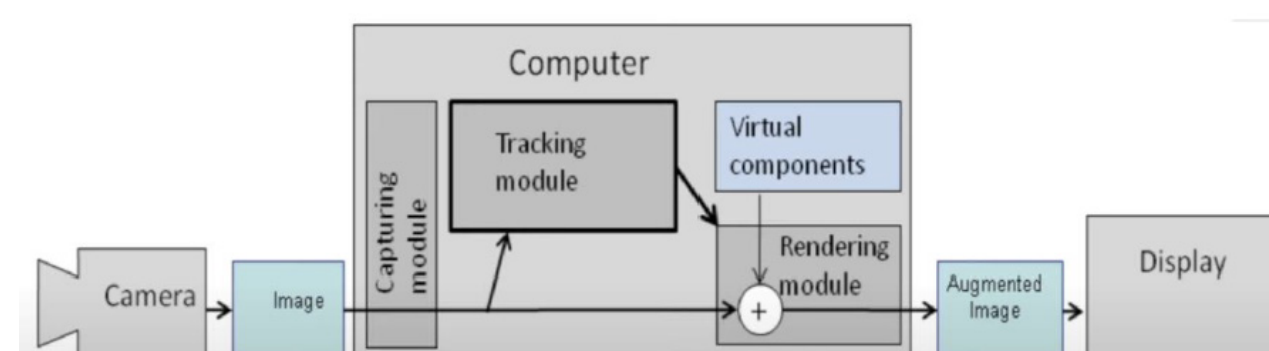 Computer
Capturing
module
Tracking
module
Virtual
components
Rendering
module
+
Camera
Image
Augmented
Image
Display